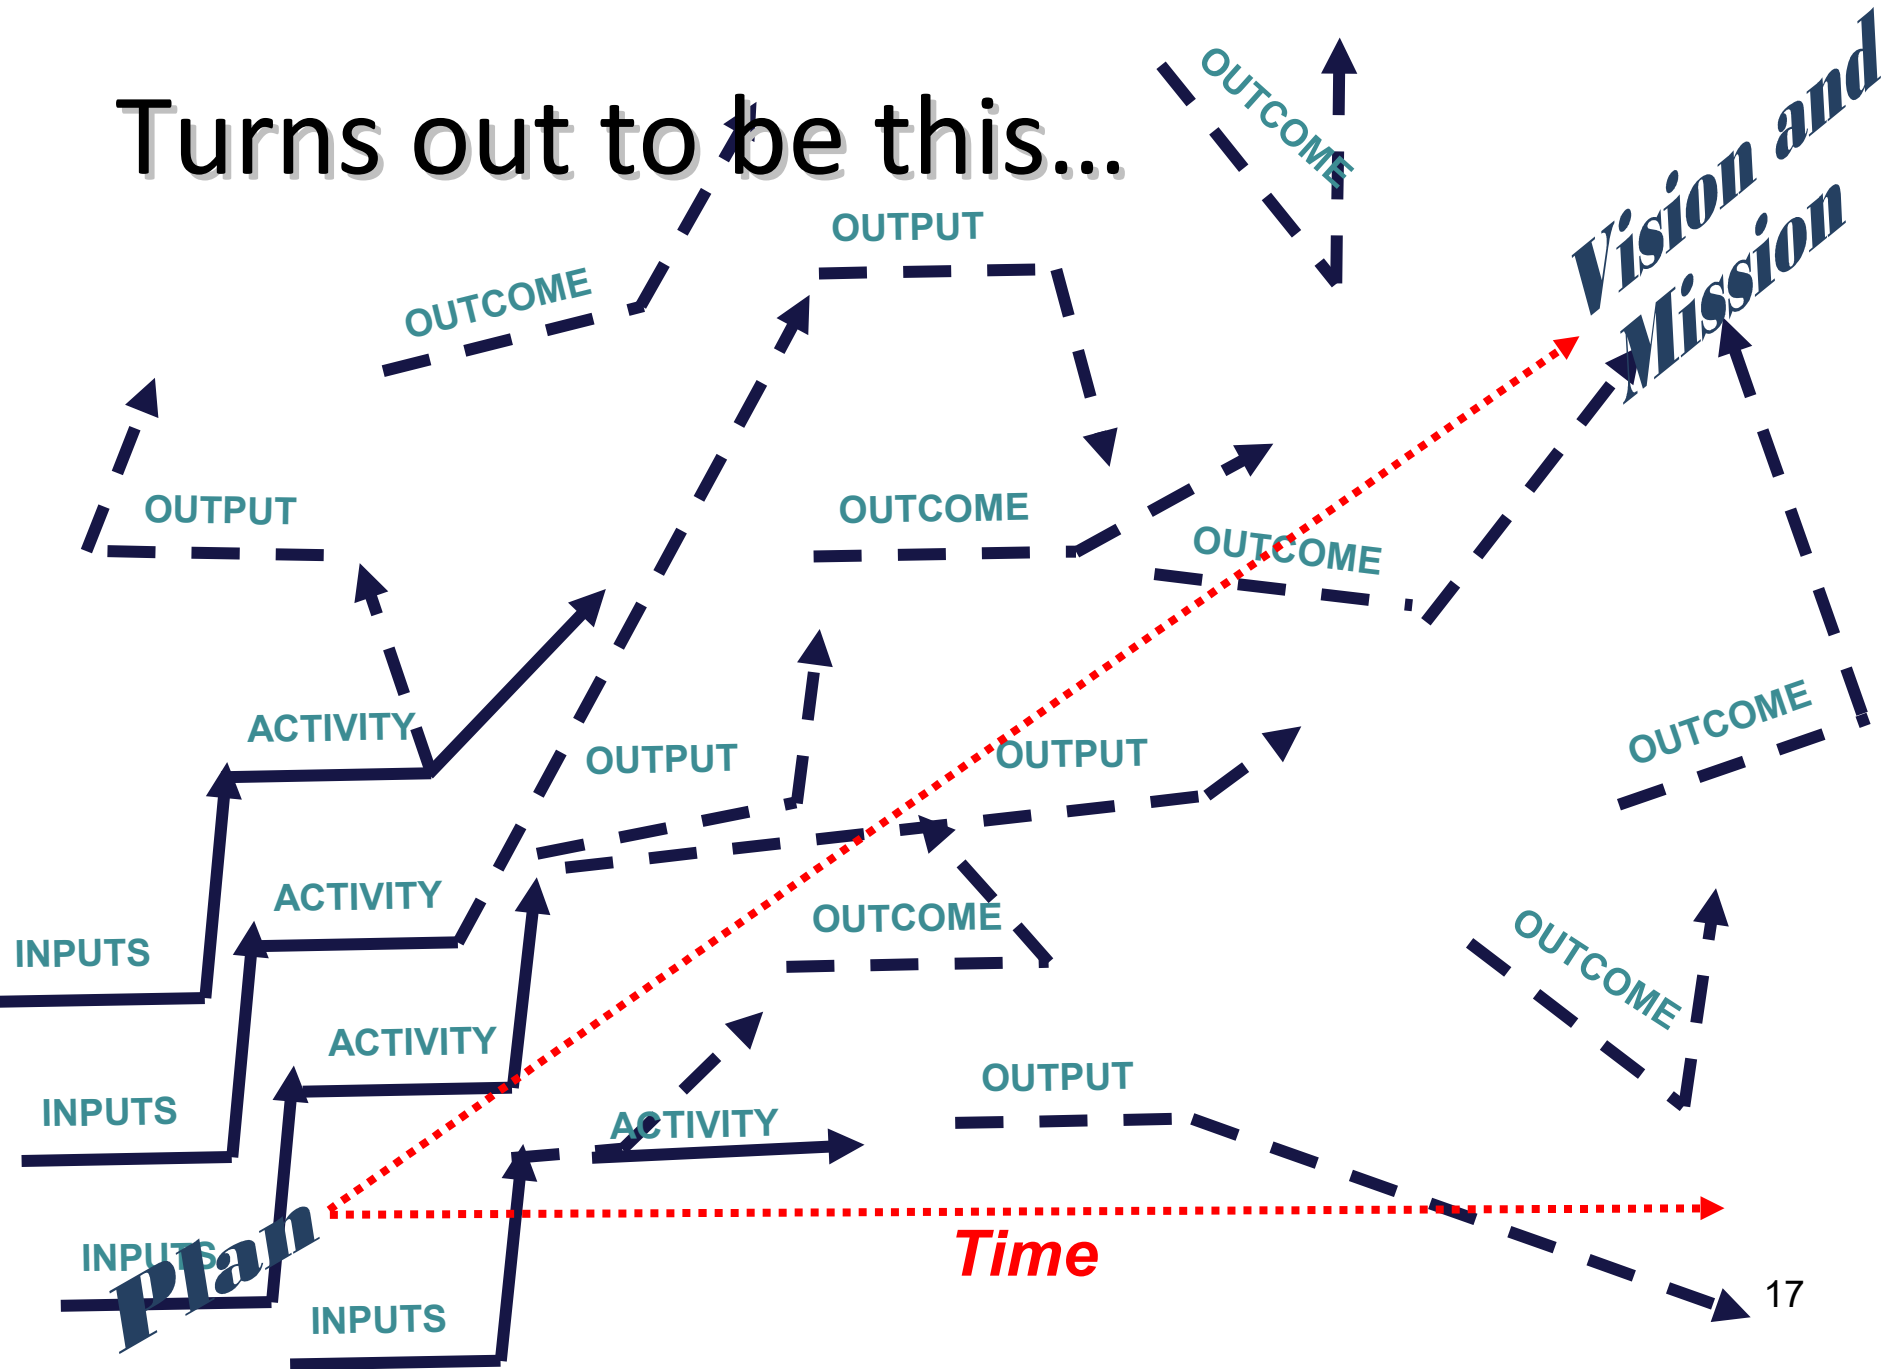 Turns out to be this...
OUTCOME
Vision and
Mission
OUTPUT
OUTCOME
OUTPUT
OUTCOME
OUTCOME
ACTIVITY
OUTPUT
OUTPUT
OUTCOME
ACTIVITY
OUTCOME
INPUTS
OUTCOME
ACTIVITY
OUTPUT
INPUTS
ACTIVITY
INPUTS
Plan
Time
17
INPUTS